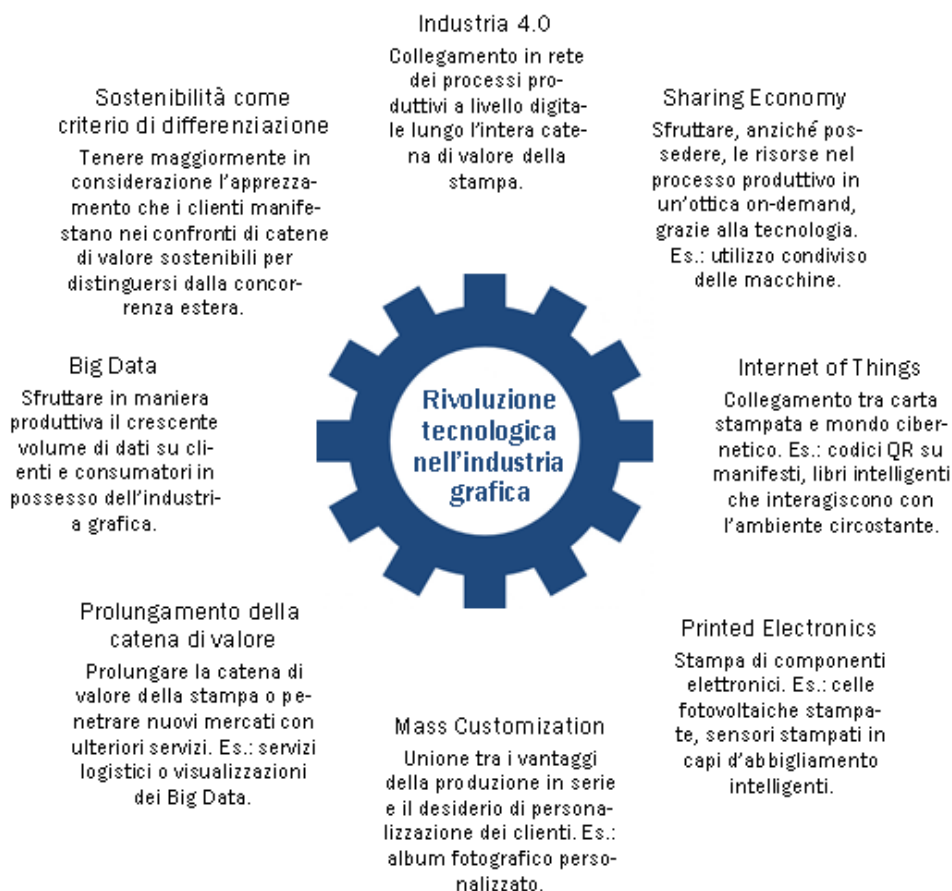 Industria 4.0
Collegamento in rete
dei processi pro-
duttivi a livello digita-
le lungo l'intera cate-
na di valore della
stampa.
Sharing Economy
Sfruttare, anziché pos-
sedere, le risorse nel
processo produttivo in
un'ottica on-demand,
grazie alla tecnologia.
Es.: utilizzo condiviso
delle macchine.
Internet of Things
Collegamento tra carta
stampata e mondo ciber-
netico. Es.: codici QR su
manifesti, libri intelligenti
che interagiscono con
l'ambiente circostante.
Printed Electronics
Stampa di componenti
elettronici. Es.: celle
fotovoltaiche stampa-
te, sensori stampati in
capi d'abbigliamento
intelligenti.
Mass Customization
Unione tra i vantaggi
della produzione in serie
e il desiderio di persona-
lizzazione dei clienti. Es.:
album fotografico perso-
nalizzato.
Prolungamento della
catena di valore
Prolungare la catena di
valore della stampa o pe-
netrare nuovi mercati con
ulteriori servizi. Es.: servizi
logistici o visualizzazioni
dei Big Data.
Big Data
Sfruttare in maniera
produttiva il crescente
volume di dati su cli-
enti e consumatori in
possesso dell'industri-
a grafica.
Sostenibilità come
criterio di differenziazione
Tenere maggiormente in
considerazione l'apprezza-
mento che i clienti manife-
stano nei confronti di catene
di valore sostenibili per
distinguersi dalla concor-
renza estera.
Rivoluzione
tecnologica
nell'industria
grafica